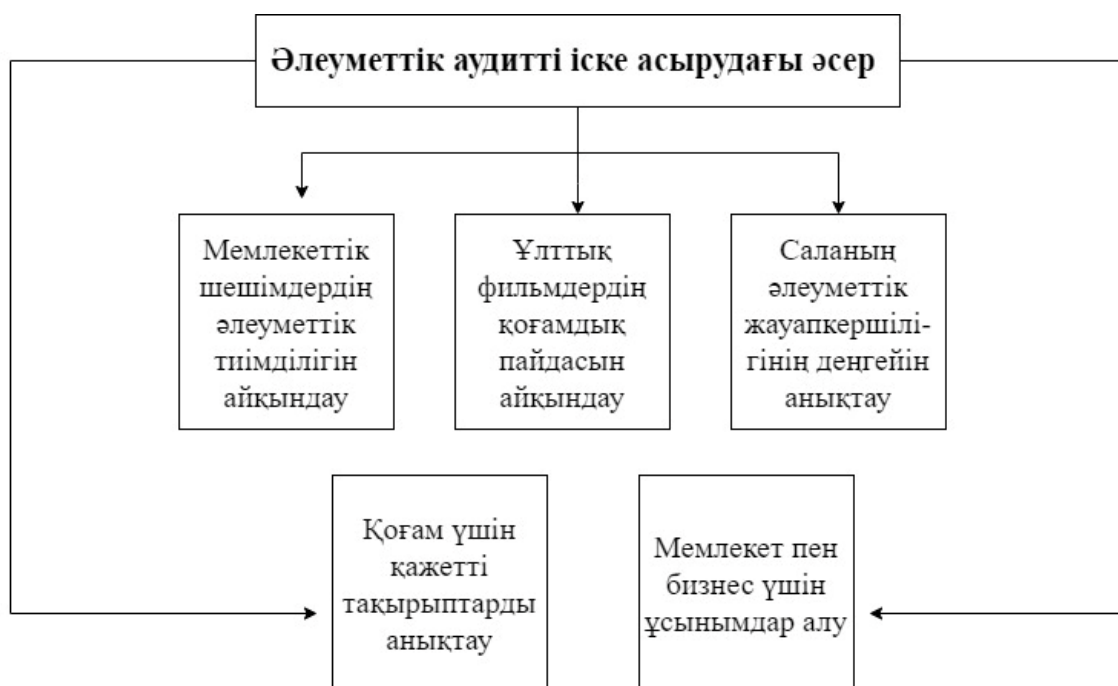 Әлеуметтік аудитті іске асырудағы әсер
Мемлекеттік
шешімдердің
әлеуметтік
тиімділігін
айқындау
Ұлттық
фильмдердің
қоғамдық
пайдасын
айқындау
Саланың
әлеуметтік
жауапкершілі-
гінің деңгейін
анықтау
Қоғам үшін
қажетті
тақырыптарды
анықтау
Мемлекет пен
бизнес үшін
ұсынымдар алу